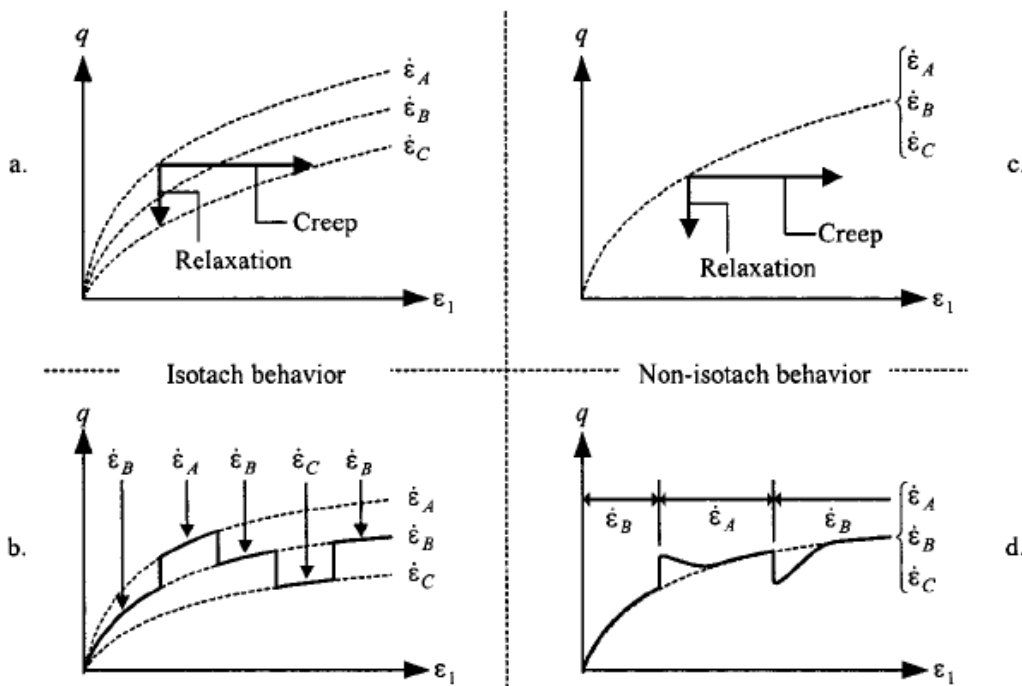 q
ε̇A
ε̇B
ε̇C
a.
Creep
Relaxation
ε1
q
ε̇A
ε̇B
ε̇C
c.
Creep
Relaxation
ε1
Isotach behavior
Non-isotach behavior
q
ε̇B ε̇A ε̇B ε̇C ε̇B
ε̇A
ε̇B
ε̇C
b.
ε1
q
ε̇B ε̇A ε̇B
ε̇A
ε̇B
ε̇C
d.
ε1